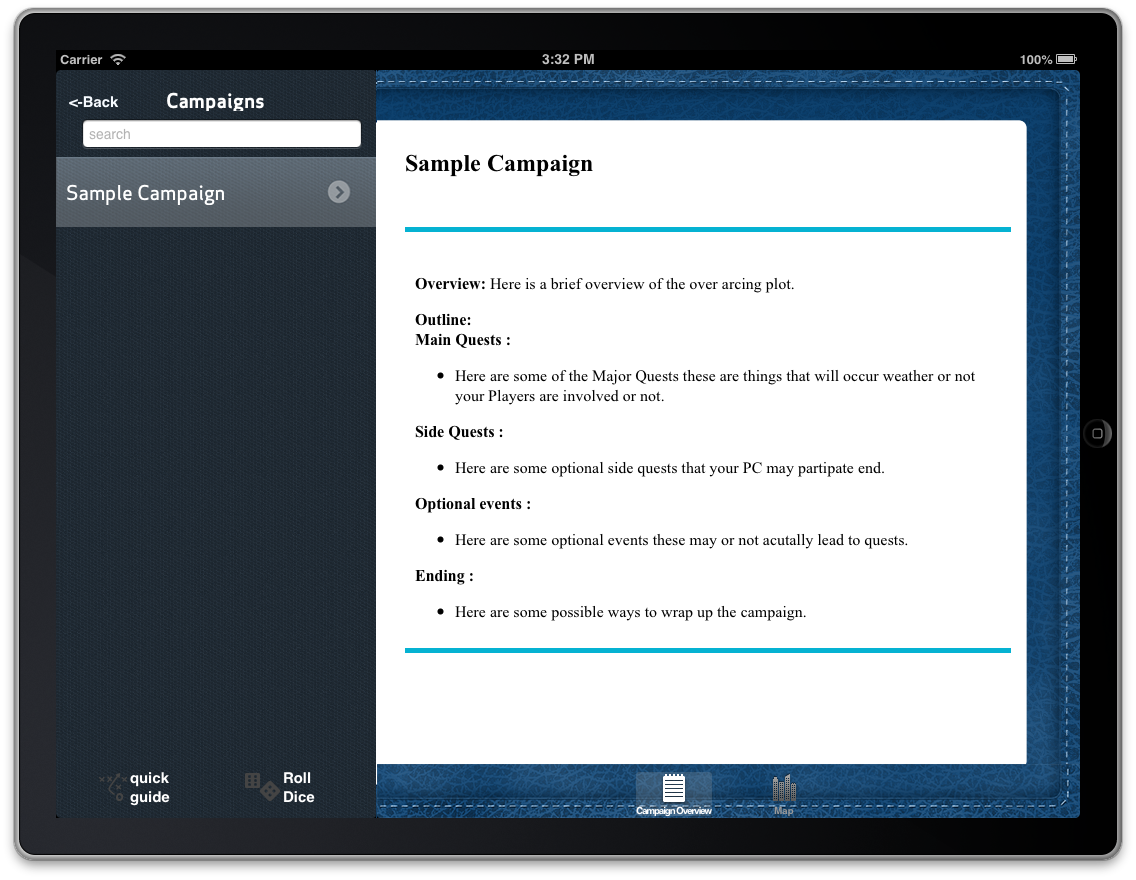 Carrier 3:32 PM 100%
<-Back Campaigns
search
Sample Campaign
quick
guide
Roll
Dice
Sample Campaign
Overview: Here is a brief overview of the over arcing plot.
Outline:
Main Quests :
• Here are some of the Major Quests these are things that will occur weather or not
your Players are involved or not.
Side Quests :
• Here are some optional side quests that your PC may partipate end.
Optional events :
• Here are some optional events these may or not acutally lead to quests.
Ending :
• Here are some possible ways to wrap up the campaign.
Campaign Overview Map